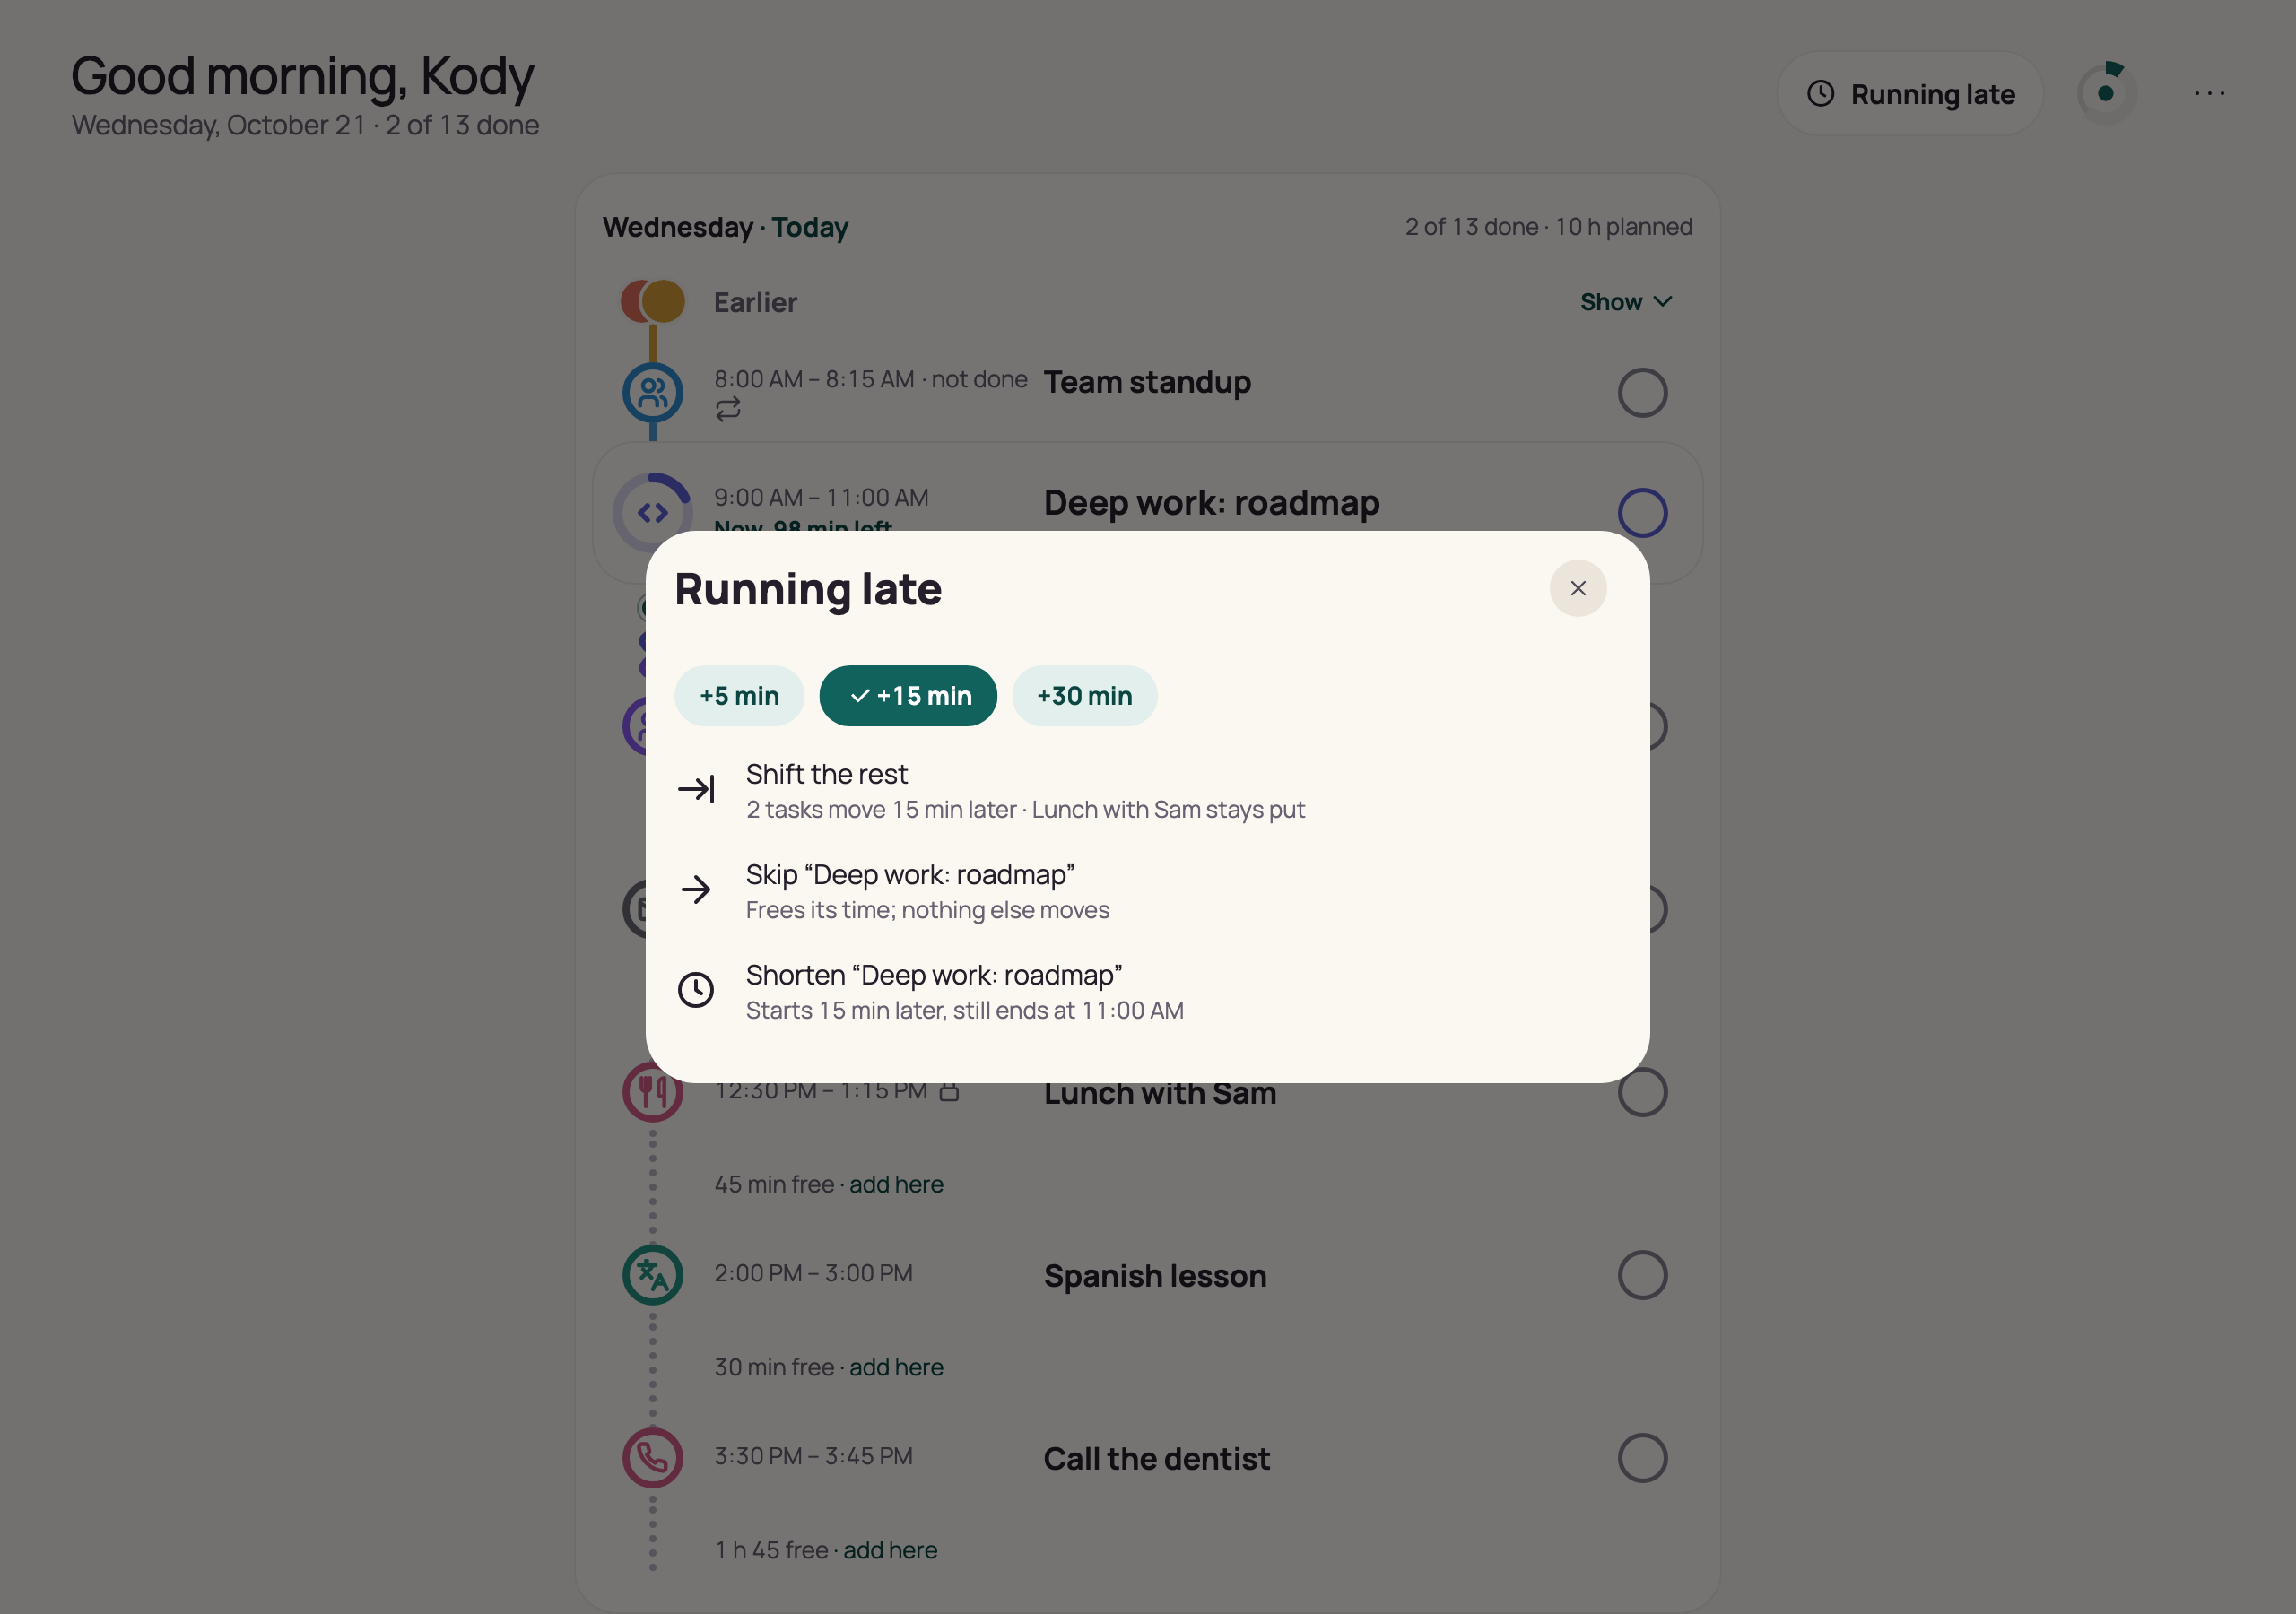 Good morning, Kody
Wednesday, October 21 · 2 of 13 done
Running late
Wednesday · Today
2 of 13 done · 10 h planned
Earlier
Show
8:00 AM – 8:15 AM · not done
Team standup
9:00 AM – 11:00 AM
Deep work: roadmap
Now, 98 min left
Running late
+5 min
+15 min
+30 min
Shift the rest
2 tasks move 15 min later · Lunch with Sam stays put
Skip “Deep work: roadmap”
Frees its time; nothing else moves
Shorten “Deep work: roadmap”
Starts 15 min later, still ends at 11:00 AM
12:30 PM – 1:15 PM
Lunch with Sam
45 min free · add here
2:00 PM – 3:00 PM
Spanish lesson
30 min free · add here
3:30 PM – 3:45 PM
Call the dentist
1 h 45 free · add here